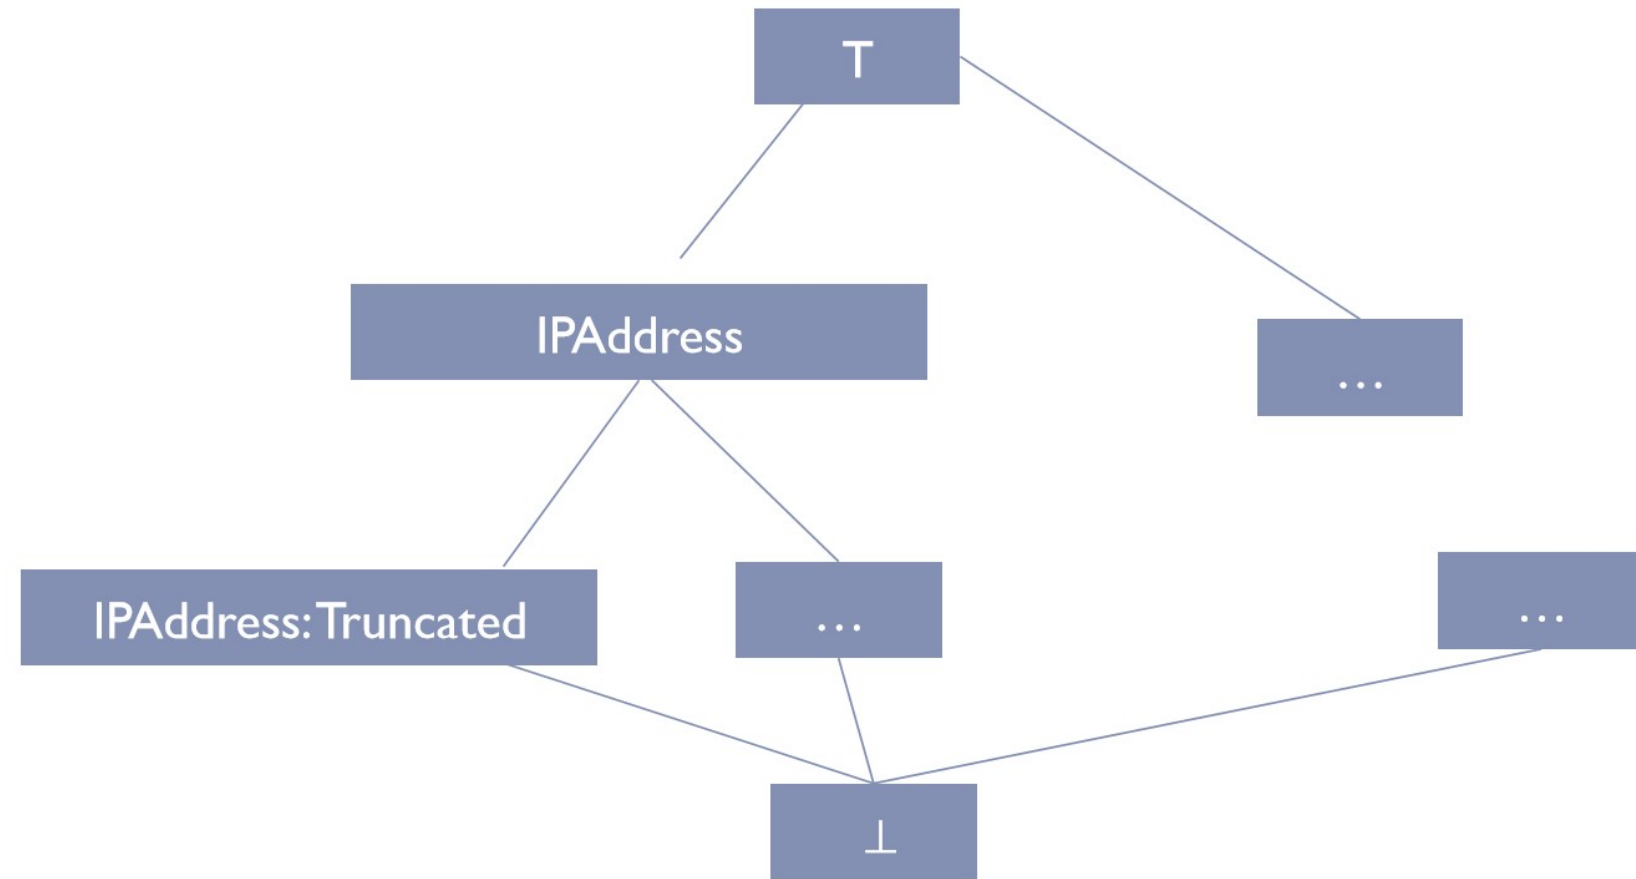 T
IPAddress
...
IPAddress:Truncated
...
...
⊥